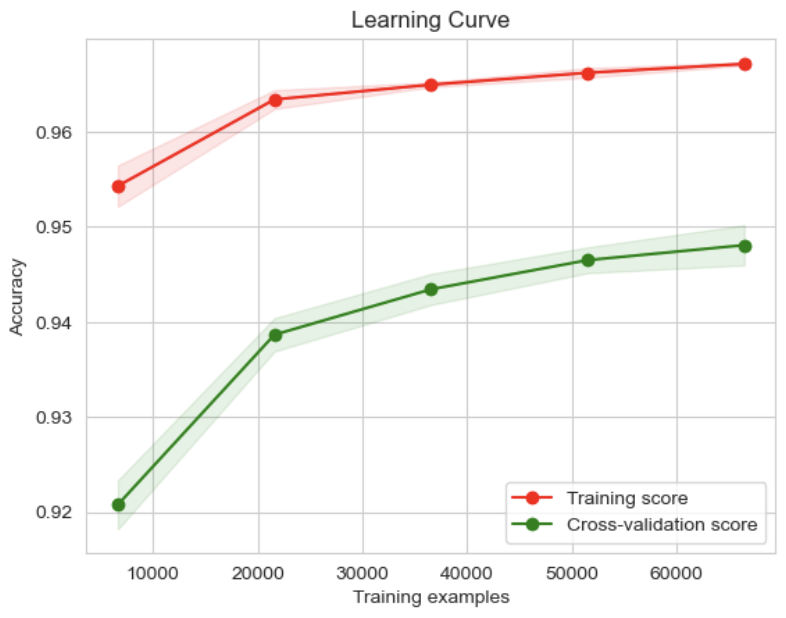 Learning Curve
0.96
0.95
0.94
0.93
0.92
Accuracy
Training score
Cross-validation score
10000 20000 30000 40000 50000 60000
Training examples